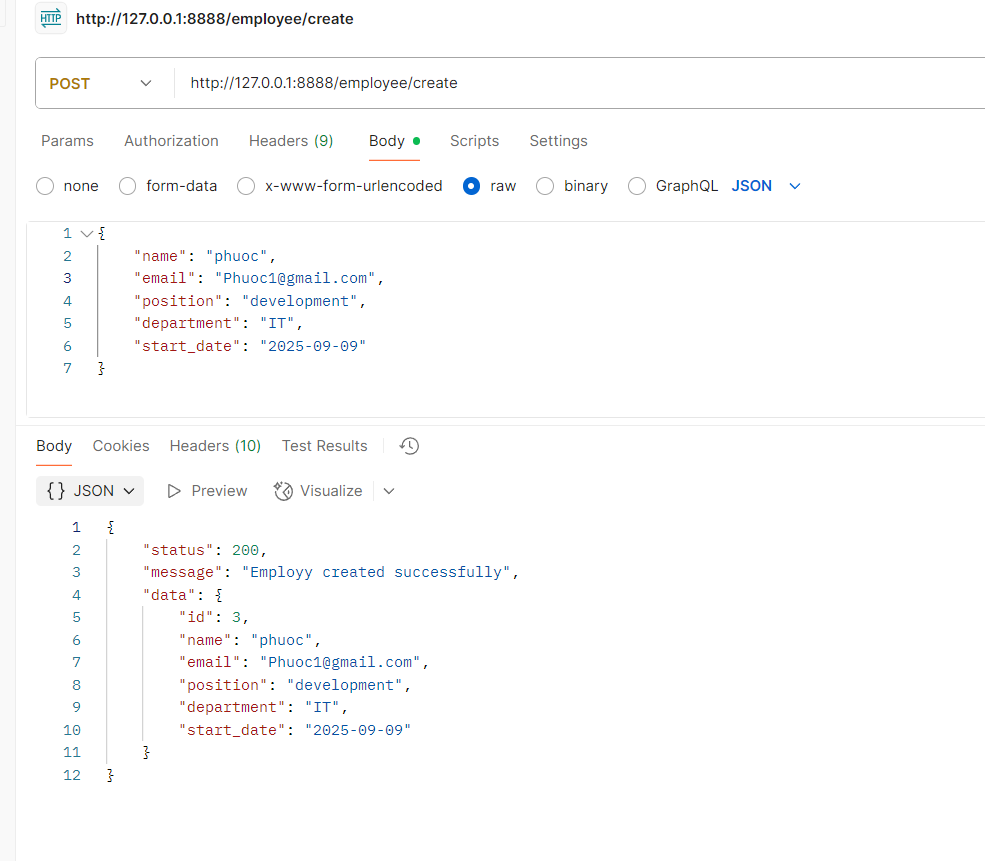 HTTP http://127.0.0.1:8888/employee/create
POST http://127.0.0.1:8888/employee/create
Params Authorization Headers (9) Body Scripts Settings
none form-data x-www-form-urlencoded raw binary GraphQL JSON
1 {
2 "name": "phuoc",
3 "email": "Phuoc1@gmail.com",
4 "position": "development",
5 "department": "IT",
6 "start_date": "2025-09-09"
7 }
Body Cookies Headers (10) Test Results
{} JSON Preview Visualize
1 {
2 "status": 200,
3 "message": "Employy created successfully",
4 "data": {
5 "id": 3,
6 "name": "phuoc",
7 "email": "Phuoc1@gmail.com",
8 "position": "development",
9 "department": "IT",
10 "start_date": "2025-09-09"
11 }
12 }